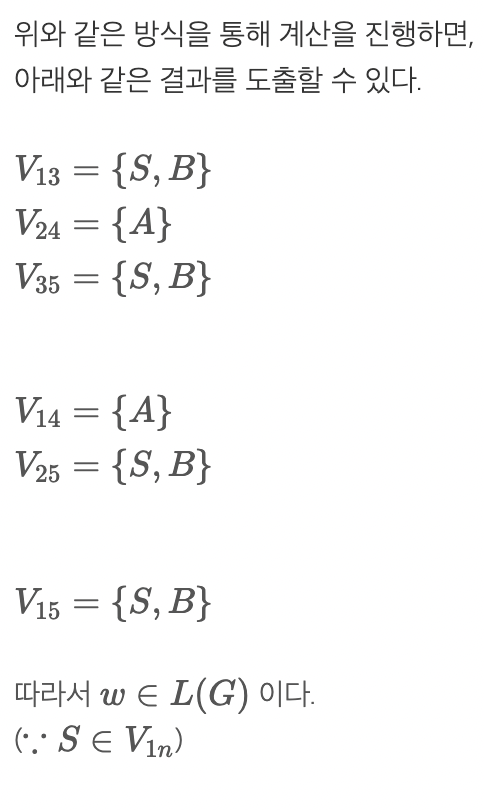 위와 같은 방식을 통해 계산을 진행하면,
아래와 같은 결과를 도출할 수 있다.
V₁₃ = {S, B}
V₂₄ = {A}
V₃₅ = {S, B}
V₁₄ = {A}
V₂₅ = {S, B}
V₁₅ = {S, B}
따라서 w ∈ L(G) 이다.
(∵ S ∈ V₁ₙ)